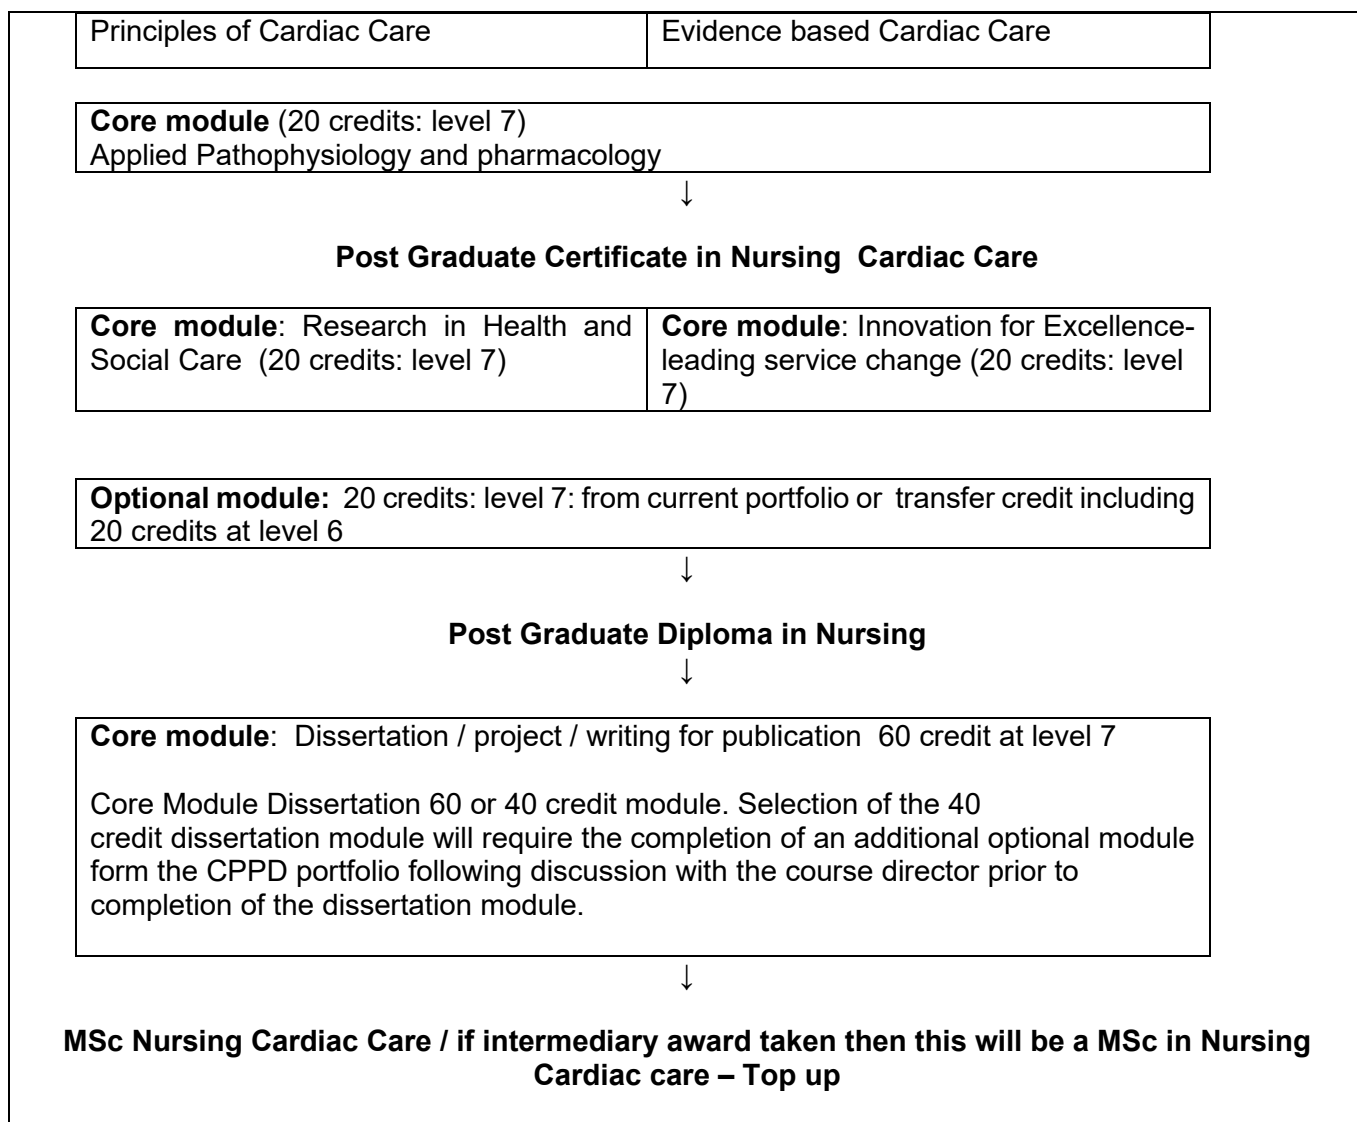 Principles of Cardiac Care
Evidence based Cardiac Care
Core module (20 credits: level 7)
Applied Pathophysiology and pharmacology
↓
Post Graduate Certificate in Nursing  Cardiac Care
Core module: Research in Health and
Social Care  (20 credits: level 7)
Core module: Innovation for Excellence-
leading service change (20 credits: level
7)
Optional module:  20 credits: level 7: from current portfolio or  transfer credit including
20 credits at level 6
↓
Post Graduate Diploma in Nursing
↓
Core module:  Dissertation / project / writing for publication  60 credit at level 7
Core Module Dissertation 60 or 40 credit module. Selection of the 40
credit dissertation module will require the completion of an additional optional module
form the CPPD portfolio following discussion with the course director prior to
completion of the dissertation module.
↓
MSc Nursing Cardiac Care / if intermediary award taken then this will be a MSc in Nursing
Cardiac care – Top up